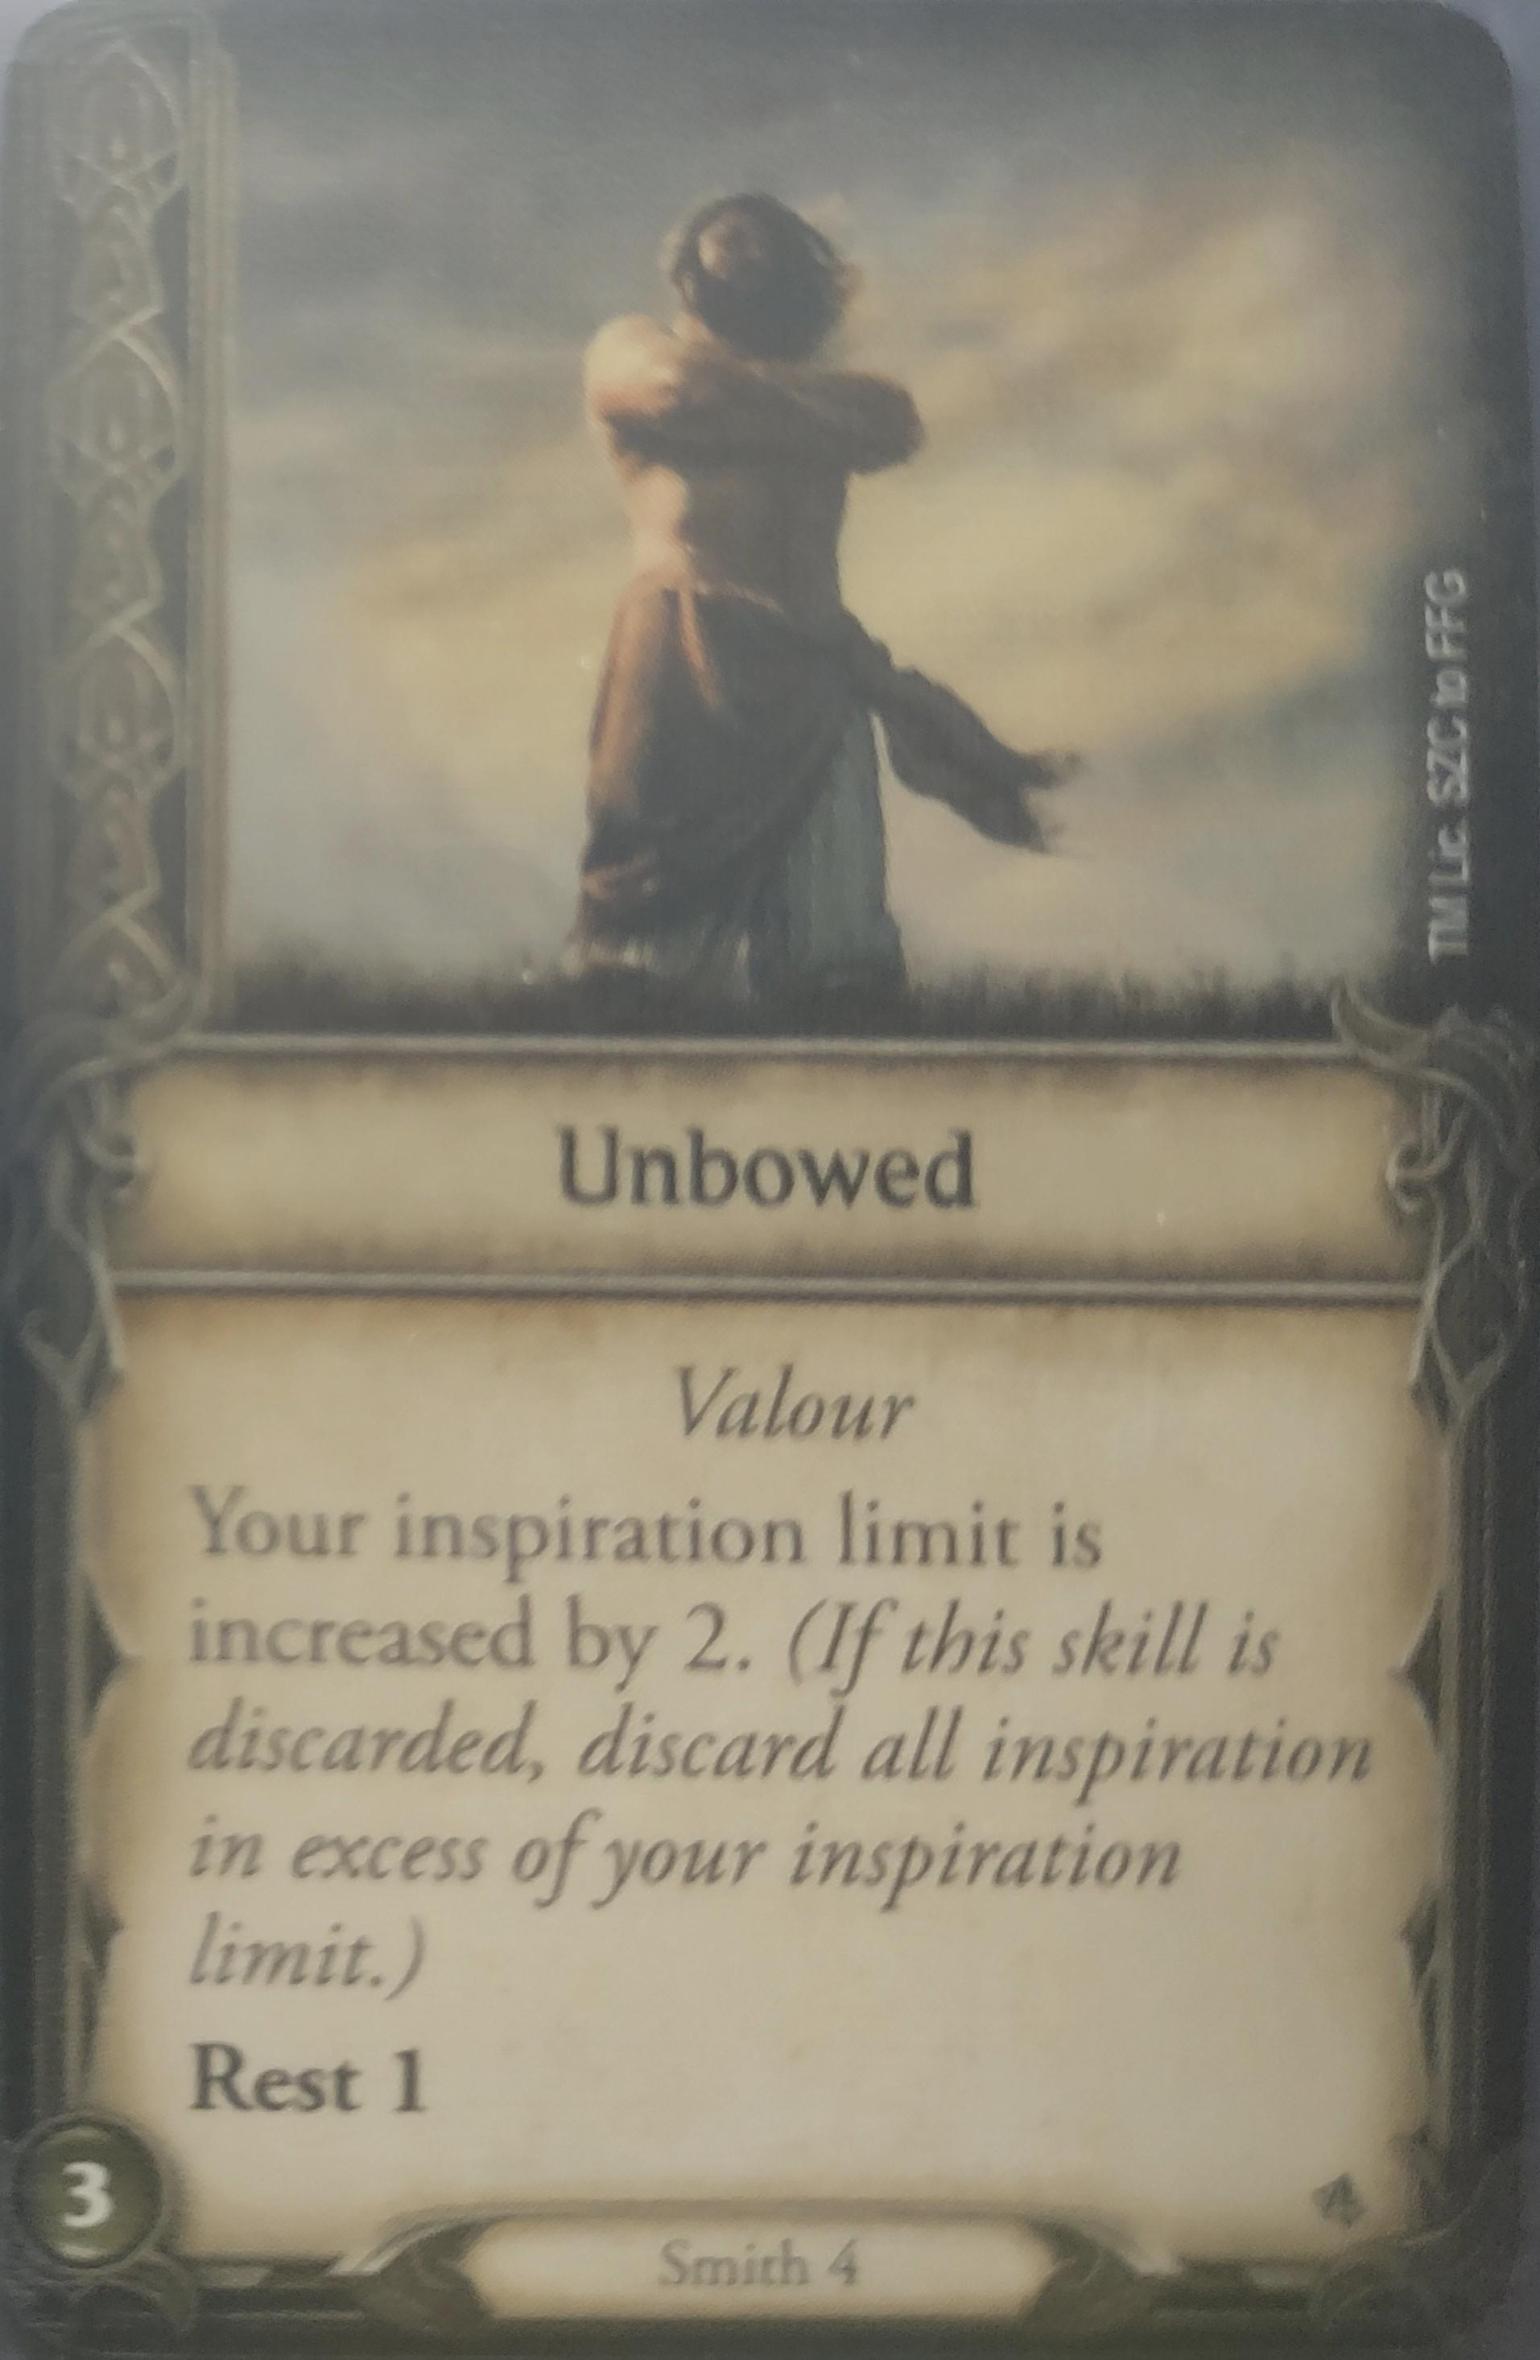 TM Lic. SZC to FFG
Unbowed
Valour
Your inspiration limit is
increased by 2. (If this skill is
discarded, discard all inspiration
in excess of your inspiration
limit.)
Rest 1
3
Smith 4